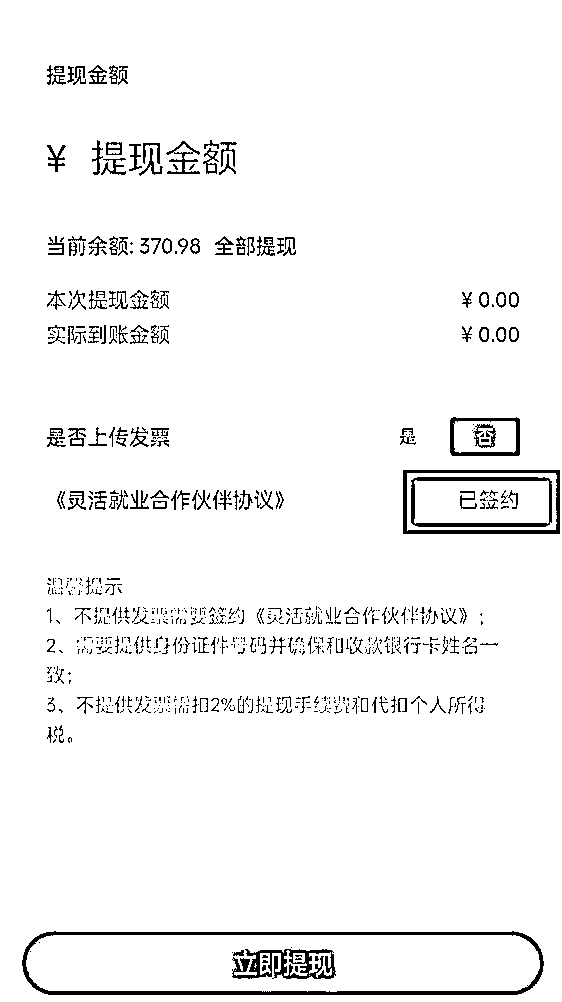 提现金额
¥ 提现金额
当前余额: 370.98 全部提现
本次提现金额 ¥ 0.00
实际到账金额 ¥ 0.00
是否上传发票 是 否
《灵活就业合作伙伴协议》 已签约
温馨提示
1、不提供发票需要签约《灵活就业合作伙伴协议》;
2、需要提供身份证件号码并确保和收款银行卡姓名一
致;
3、不提供发票需扣2%的提现手续费和代扣个人所得
税。
立即提现